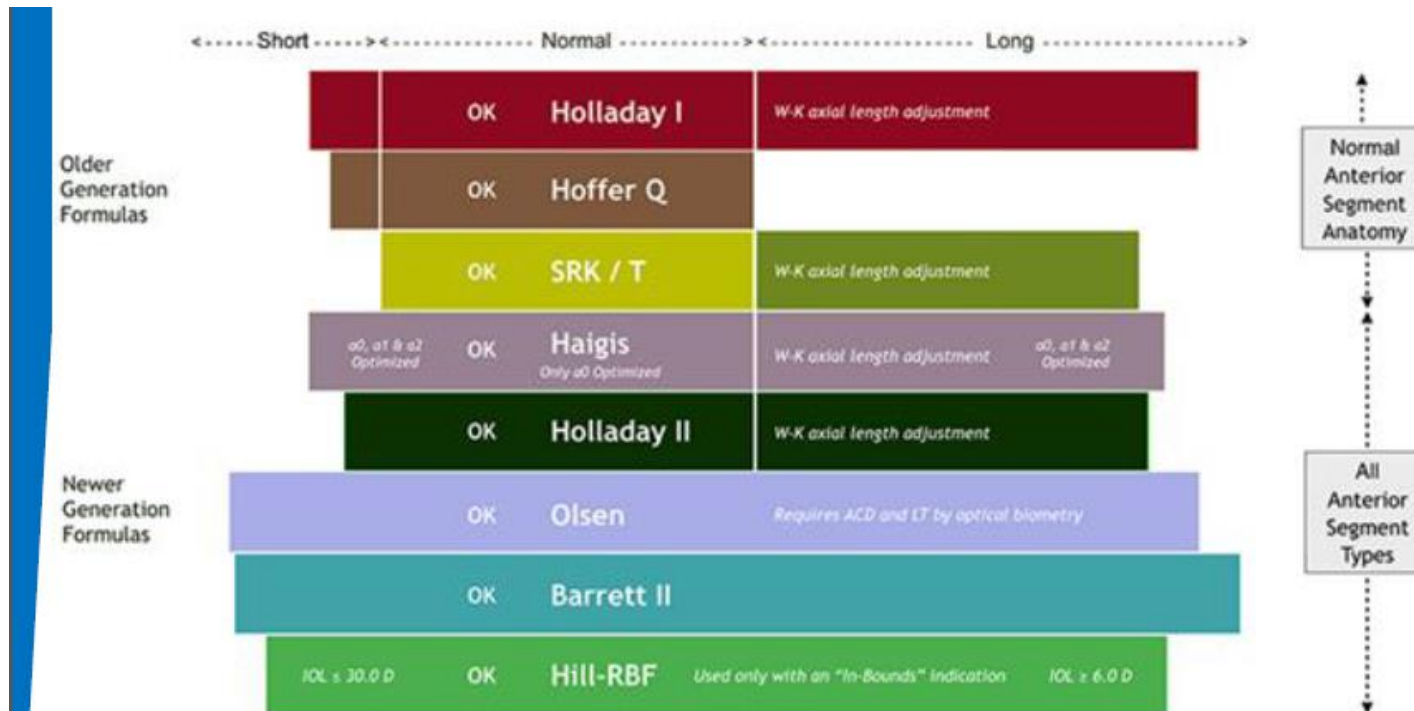 Short Normal Long
OK Holladay I W-K axial length adjustment
Older
Generation
Formulas
OK Hoffer Q
OK SRK / T W-K axial length adjustment
Normal
Anterior
Segment
Anatomy
a0, a1 & a2
Optimized
OK Haigis
Only a0 Optimized
W-K axial length adjustment
a0, a1 & a2
Optimized
OK Holladay II W-K axial length adjustment
Newer
Generation
Formulas
OK Olsen Requires ACD and LT by optical biometry
All
Anterior
Segment
Types
OK Barrett II
IOL ≤ 30.0 D OK Hill-RBF Used only with an "In-Bounds" Indication IOL ≥ 6.0 D